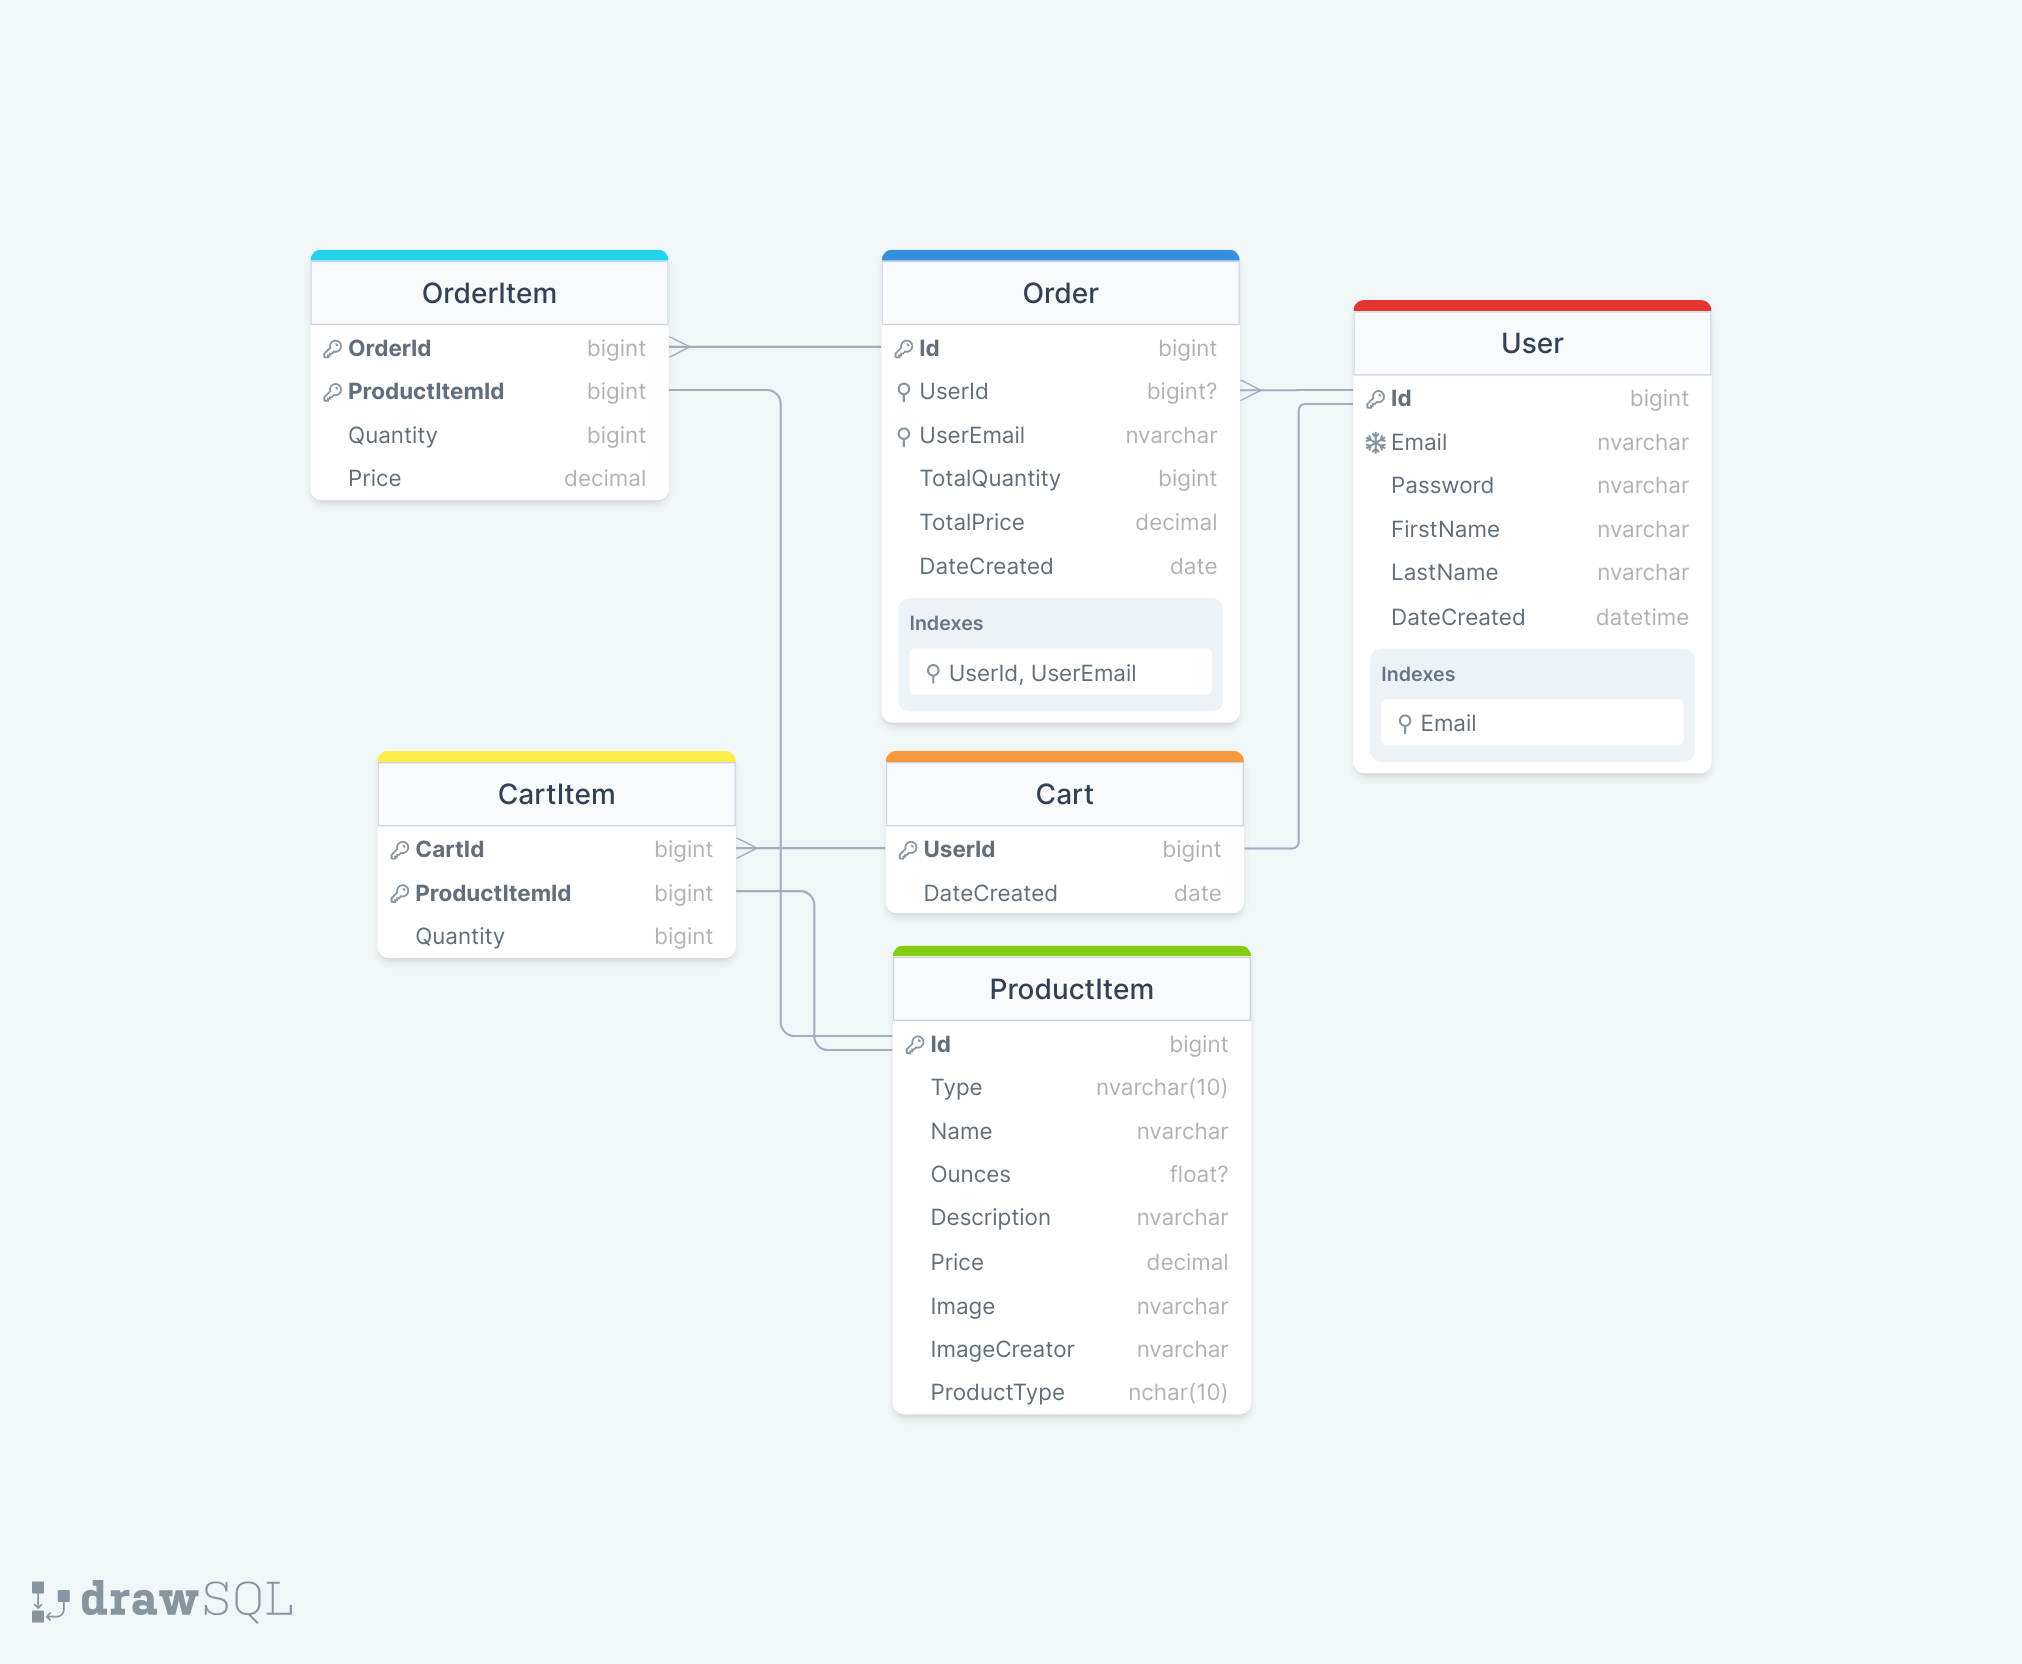 OrderItem
OrderId bigint
ProductItemId bigint
Quantity bigint
Price decimal
Order
Id bigint
UserId bigint?
UserEmail nvarchar
TotalQuantity bigint
TotalPrice decimal
DateCreated date
Indexes
UserId, UserEmail
User
Id bigint
Email nvarchar
Password nvarchar
FirstName nvarchar
LastName nvarchar
DateCreated datetime
Indexes
Email
CartItem
CartId bigint
ProductItemId bigint
Quantity bigint
Cart
UserId bigint
DateCreated date
ProductItem
Id bigint
Type nvarchar(10)
Name nvarchar
Ounces float?
Description nvarchar
Price decimal
Image nvarchar
ImageCreator nvarchar
ProductType nchar(10)
drawSQL